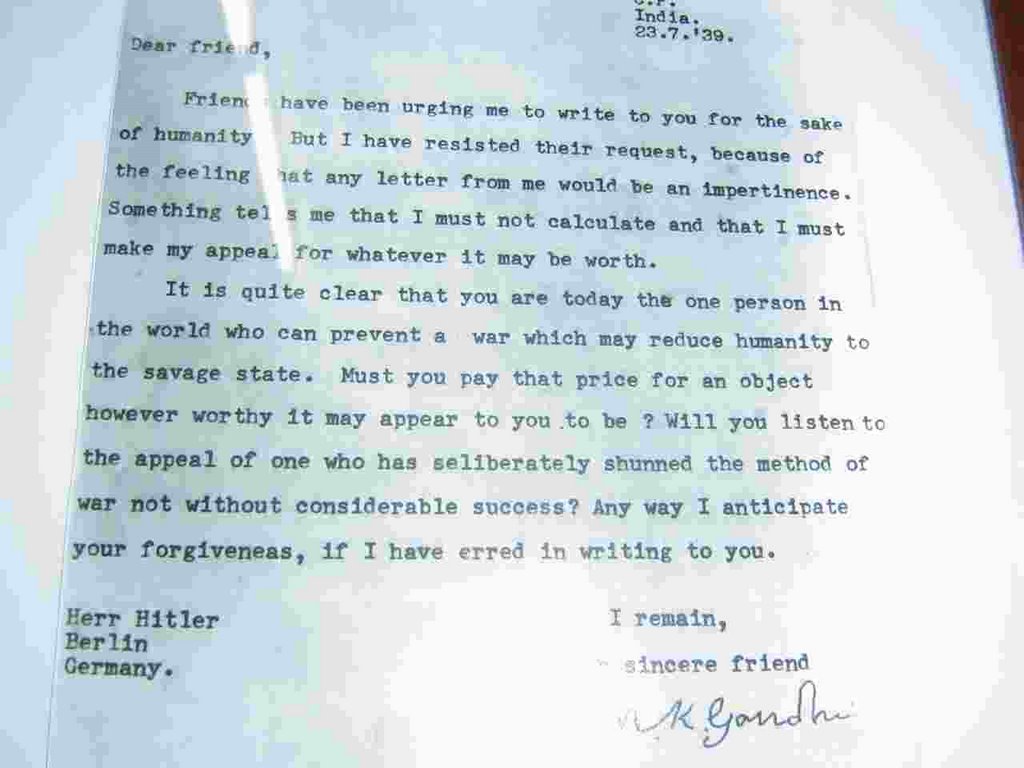 India.
23.7.'39.
Dear friend,
have been urging me to write to you for the sake
of humanity But I have resisted their request, because of
the feeling any letter from me would be an impertinence.
Something me that I must not calculate and that I must
make my appeal for whatever it may be worth.
It is quite clear that you are today the one person in
the world who can prevent a war which may reduce humanity to
the savage state. Must you pay that price for an object
however worthy it may appear to you to be ? Will you listen to
the appeal of one who has seliberately shunned the method of
war not without considerable success? Any way I anticipate
your forgiveneas, if I have erred in writing to you.
Herr Hitler
Berlin
Germany.
I remain,
sincere friend
M.K.Gandhi